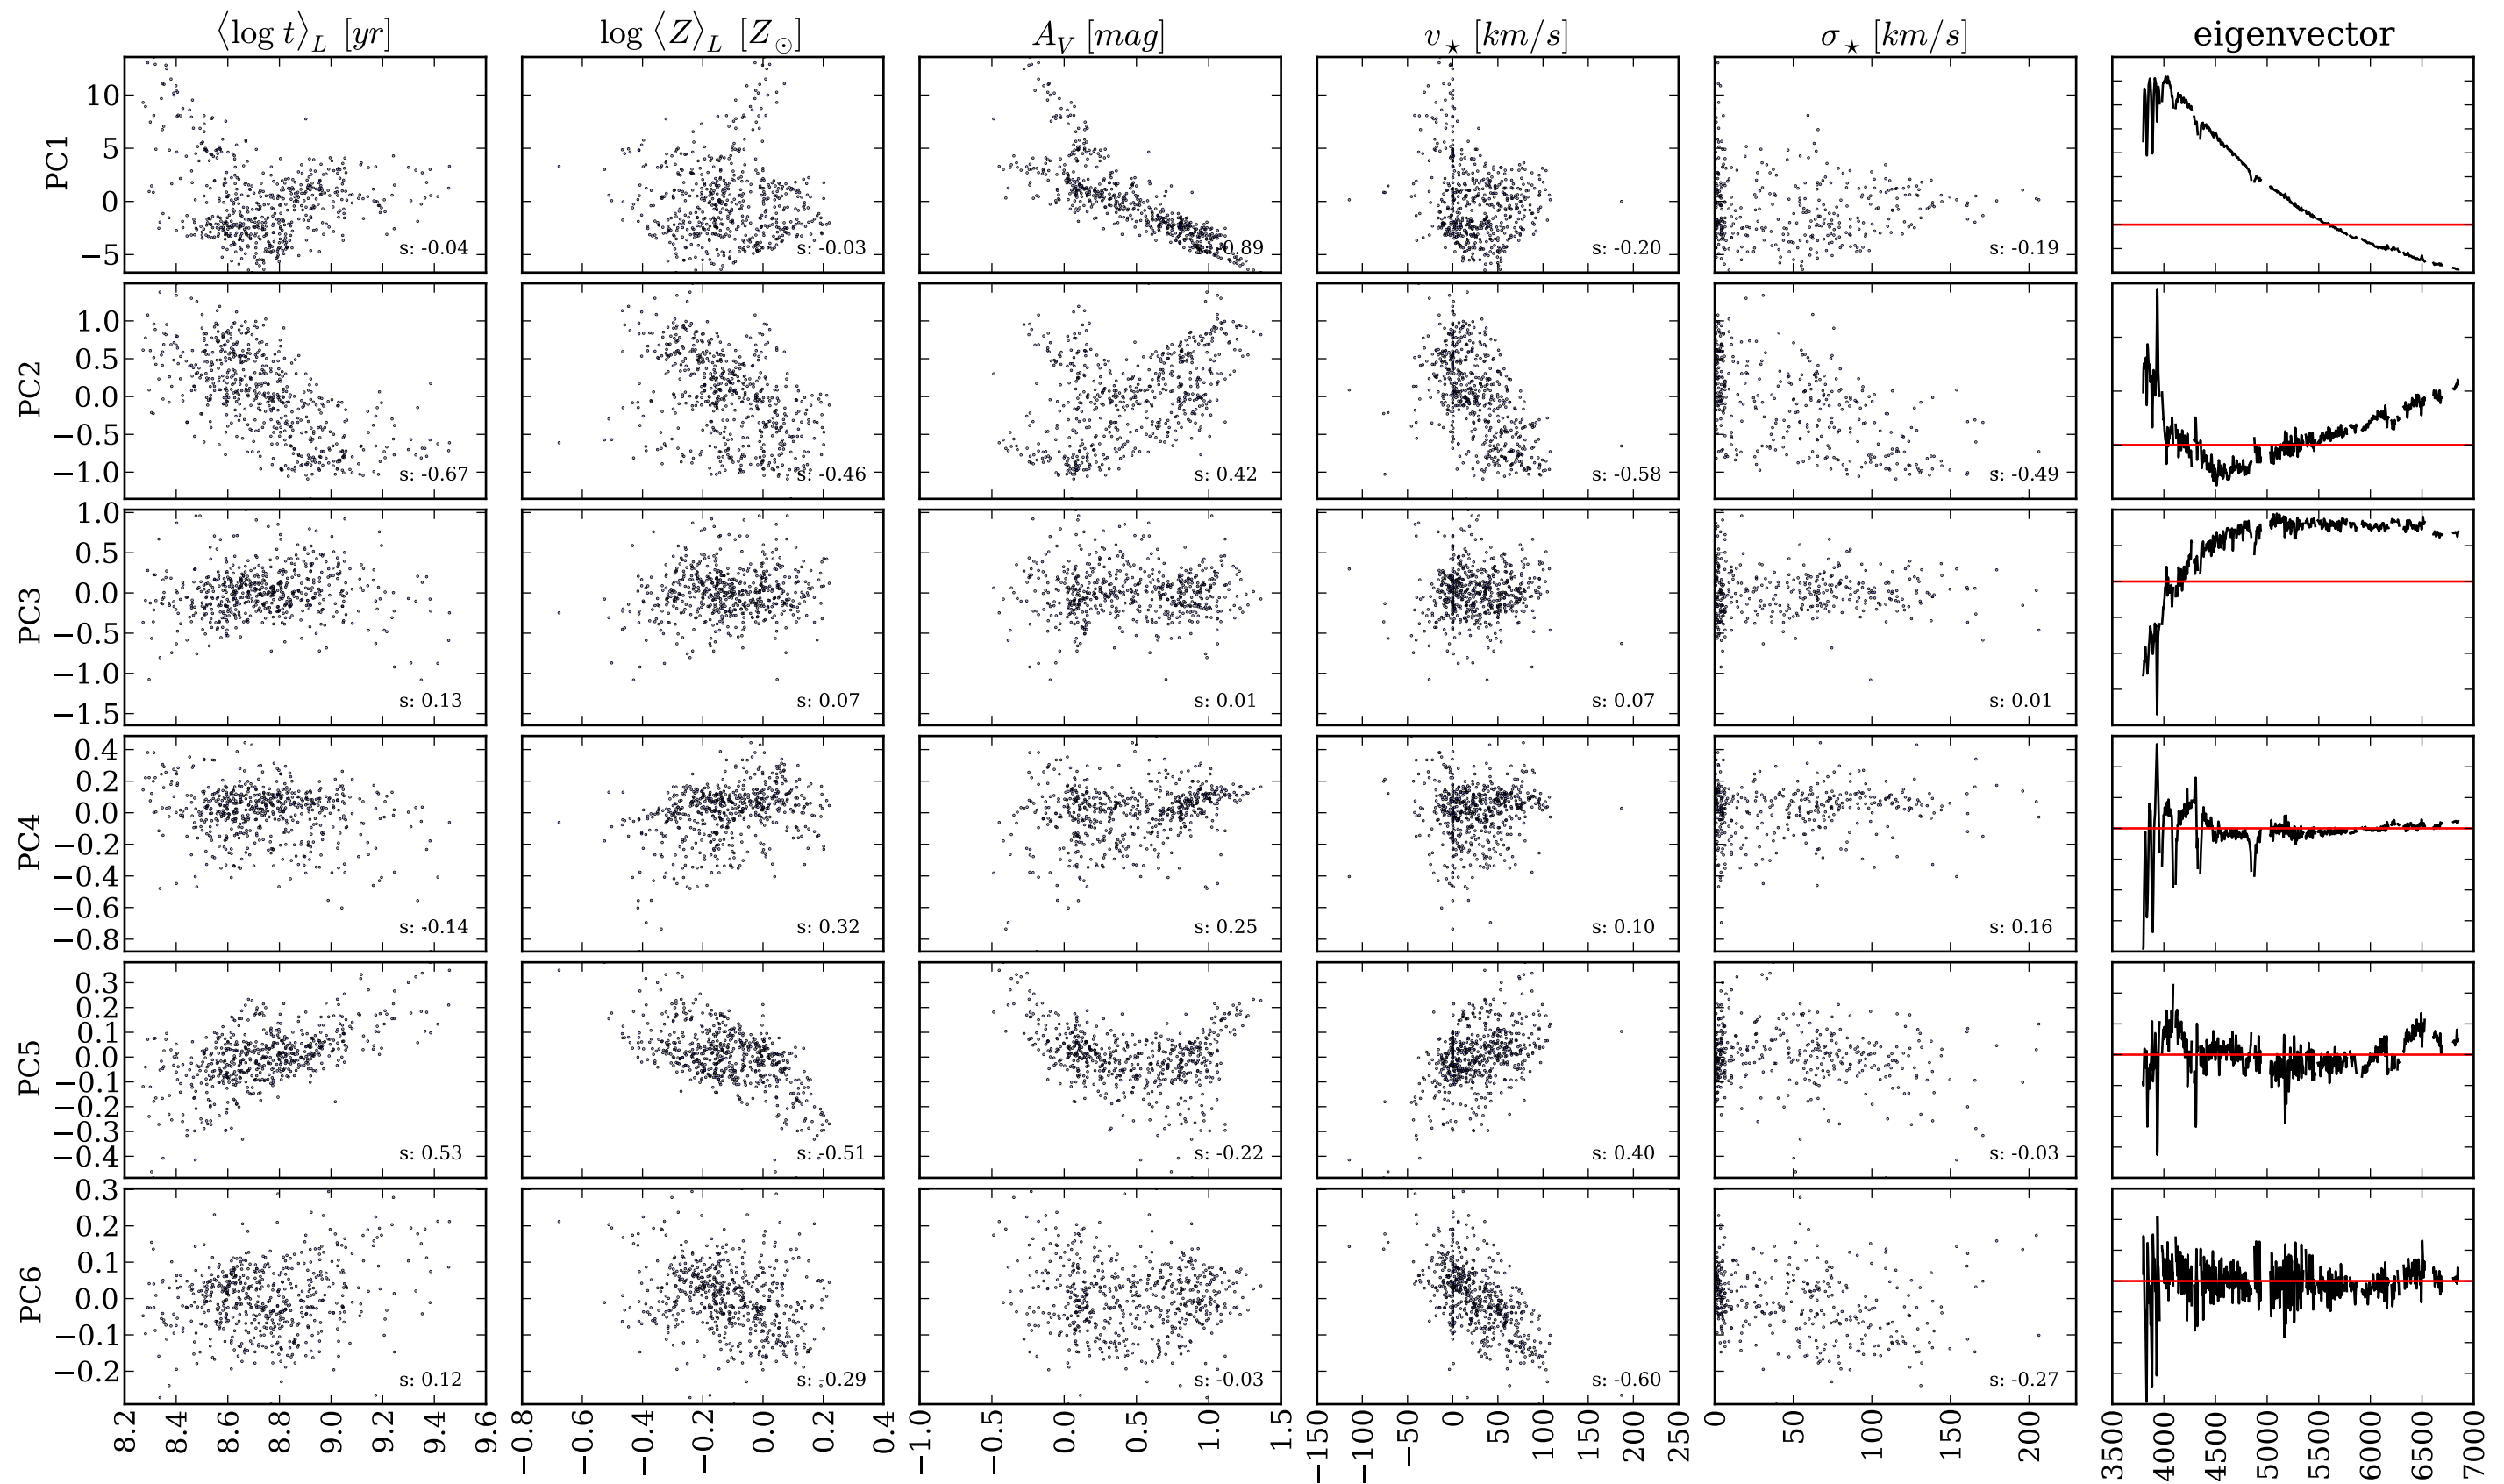 ⟨log t⟩L [yr]
log ⟨Z⟩L [Z⊙]
AV [mag]
v⋆ [km/s]
σ⋆ [km/s]
eigenvector
PC1
10
5
0
−5
s: -0.04
s: -0.03
s: -0.89
s: -0.20
s: -0.19
PC2
1.0
0.5
0.0
−0.5
−1.0
s: -0.67
s: -0.46
s: 0.42
s: -0.58
s: -0.49
PC3
1.0
0.5
0.0
−0.5
−1.0
−1.5
s: 0.13
s: 0.07
s: 0.01
s: 0.07
s: 0.01
PC4
0.4
0.2
0.0
−0.2
−0.4
−0.6
−0.8
s: -0.14
s: 0.32
s: 0.25
s: 0.10
s: 0.16
PC5
0.3
0.2
0.1
0.0
−0.1
−0.2
−0.3
−0.4
s: 0.53
s: -0.51
s: -0.22
s: 0.40
s: -0.03
PC6
0.3
0.2
0.1
0.0
−0.1
−0.2
s: 0.12
s: -0.29
s: -0.03
s: -0.60
s: -0.27
8.2 8.4 8.6 8.8 9.0 9.2 9.4 9.6
−0.8 −0.6 −0.4 −0.2 0.0 0.2 0.4
−1.0 −0.5 0.0 0.5 1.0 1.5
−150 −100 −50 0 50 100 150 200 250
0 50 100 150 200
3500 4000 4500 5000 5500 6000 6500 7000